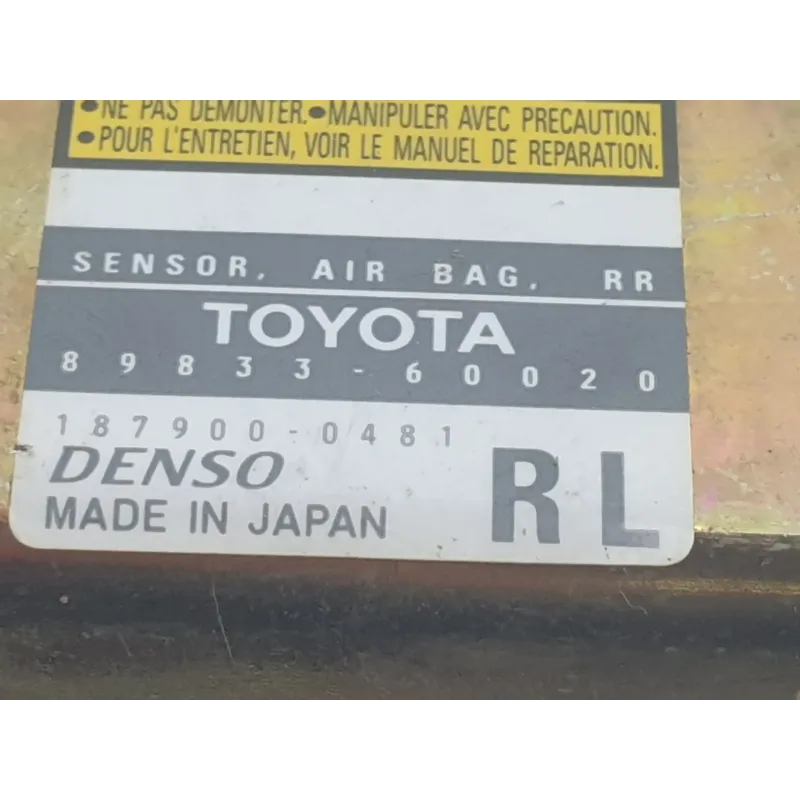 •NE PAS DEMONTER.•MANIPULER AVEC PRECAUTION.
•POUR L'ENTRETIEN, VOIR LE MANUEL DE REPARATION.
SENSOR, AIR BAG, RR
TOYOTA
89833-60020
187900-0481
DENSO
MADE IN JAPAN
RL